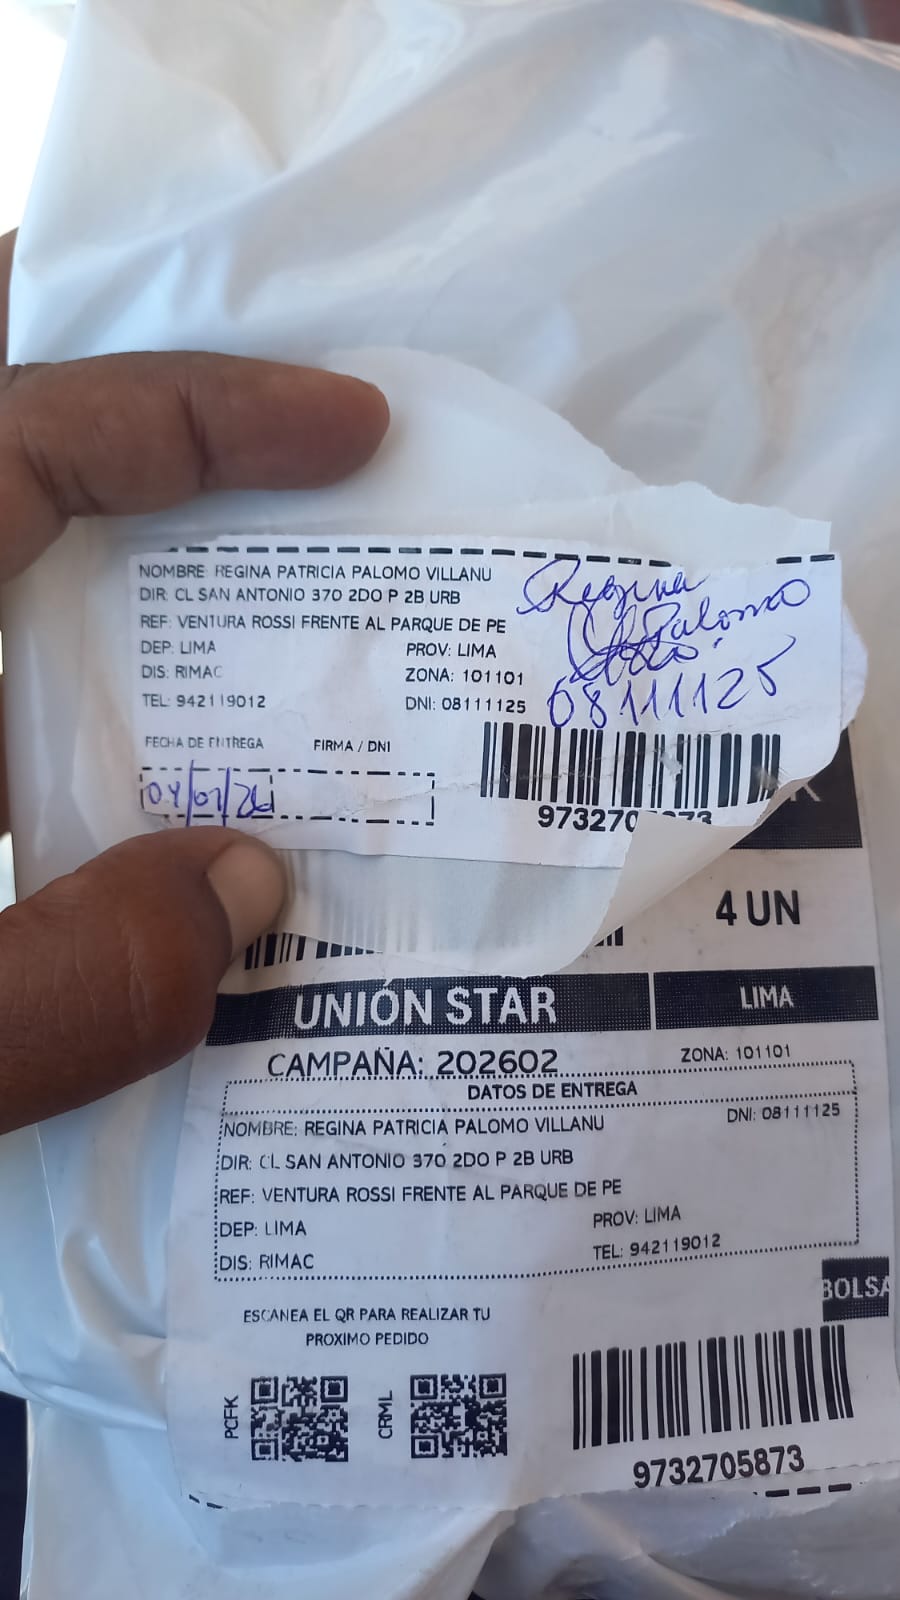 NOMBRE: REGINA PATRICIA PALOMO VILLANU
DIR: CL SAN ANTONIO 370 2DO P 2B URB
REF: VENTURA ROSSI FRENTE AL PARQUE DE PE
DEP: LIMA PROV: LIMA
DIS: RIMAC ZONA: 101101
TEL: 942119012 DNI: 08111125
Regina
Palomo
08111125
FECHA DE ENTREGA FIRMA / DNI
04/01/26
973270 873
K
4 UN
UNIÓN STAR LIMA
CAMPAÑA: 202602 ZONA: 101101
DATOS DE ENTREGA
NOMBRE: REGINA PATRICIA PALOMO VILLANU DNI: 08111125
DIR: CL SAN ANTONIO 370 2DO P 2B URB
REF: VENTURA ROSSI FRENTE AL PARQUE DE PE
DEP: LIMA PROV: LIMA
DIS: RIMAC TEL: 942119012
BOLSA
ESCANEA EL QR PARA REALIZAR TU
PROXIMO PEDIDO
PCFK
CRML
9732705873